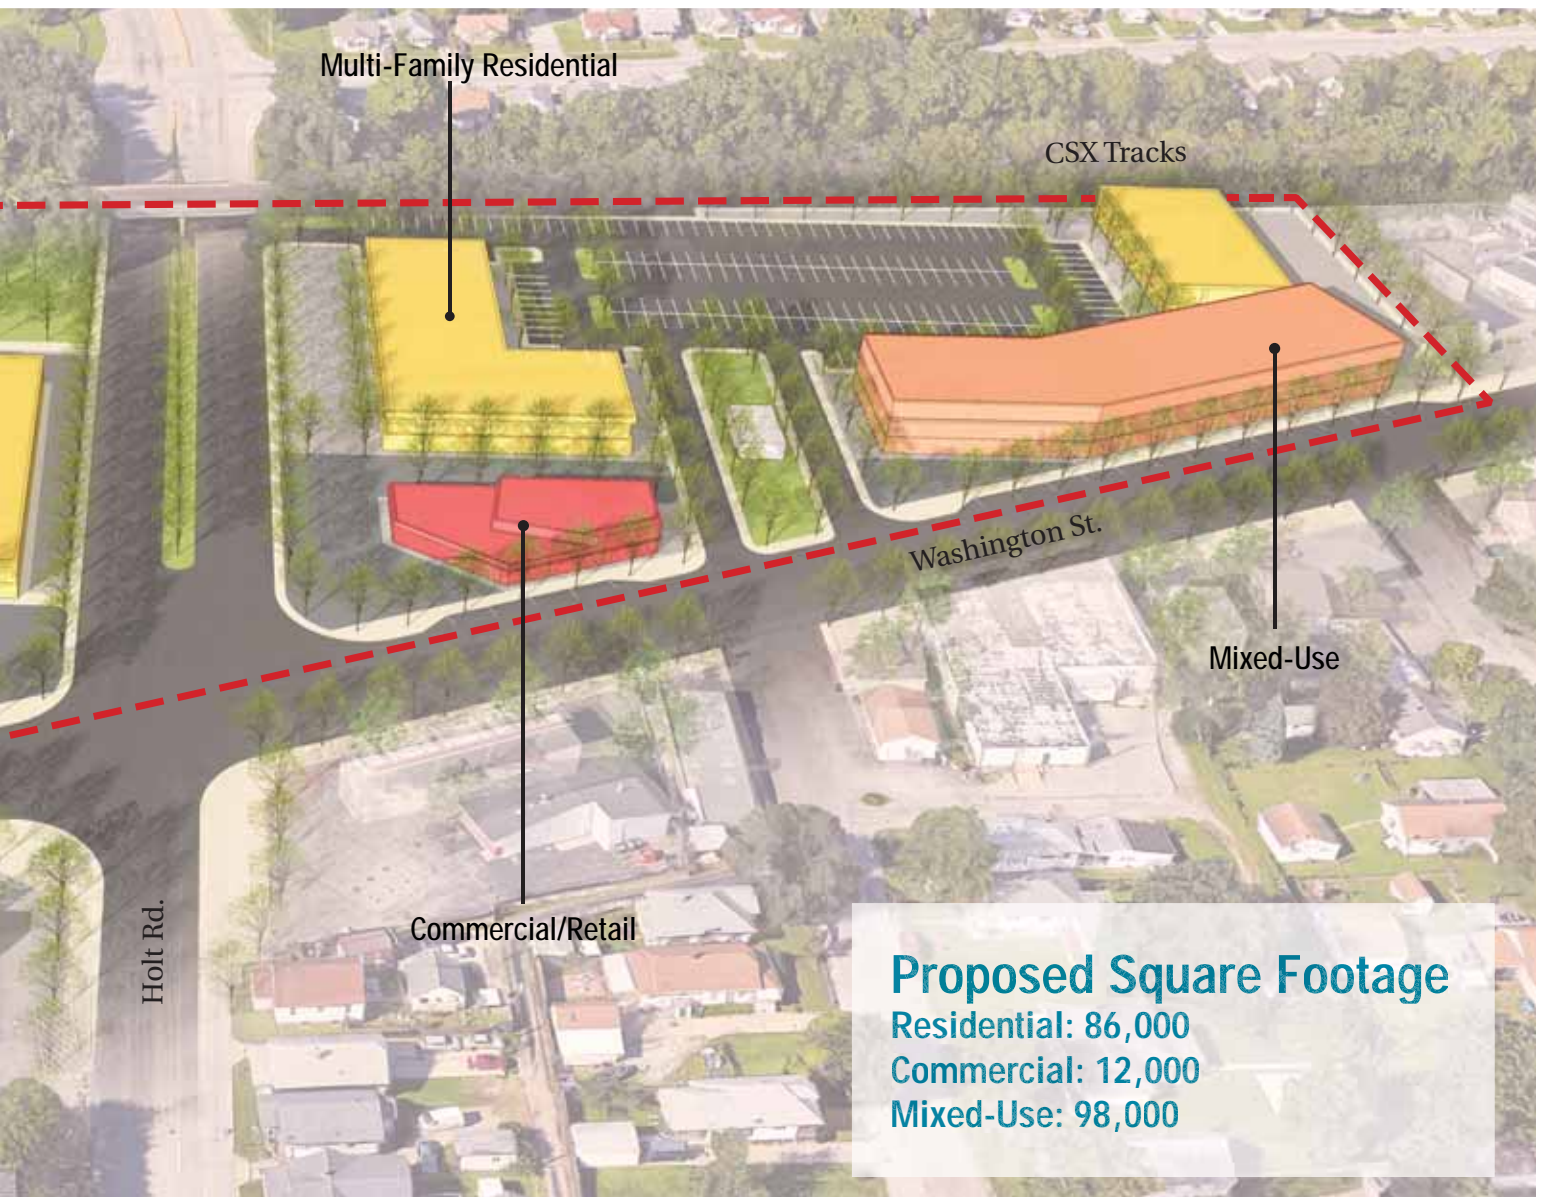 Multi-Family Residential
CSX Tracks
Washington St.
Mixed-Use
Commercial/Retail
Holt Rd.
Proposed Square Footage
Residential: 86,000
Commercial: 12,000
Mixed-Use: 98,000